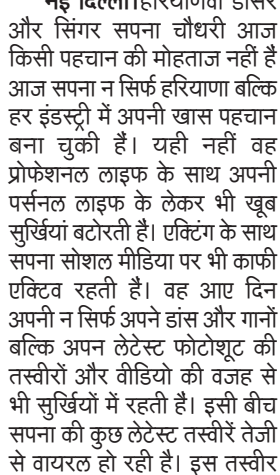 नई दिल्ली।हरियाणवी डांसर
और सिंगर सपना चौधरी आज
किसी पहचान की मोहताज नहीं हैं
आज सपना न सिर्फ हरियाणा बल्कि
हर इंडस्ट्री में अपनी खास पहचान
बना चुकी हैं। यही नहीं वह
प्रोफेशनल लाइफ के साथ अपनी
पर्सनल लाइफ के लेकर भी खूब
सुर्खियां बटोरती हैं। एक्टिंग के साथ
सपना सोशल मीडिया पर भी काफी
एक्टिव रहती है। वह आए दिन
अपनी न सिर्फ अपने डांस और गानों
बल्कि अपन लेटेस्ट फोटोशूट की
तस्वीरों और वीडियो की वजह से
भी सुर्खियों में रहती है। इसी बीच
सपना की कुछ लेटेस्ट तस्वीरें तेजी
से वायरल हो रही है। इस तस्वीर